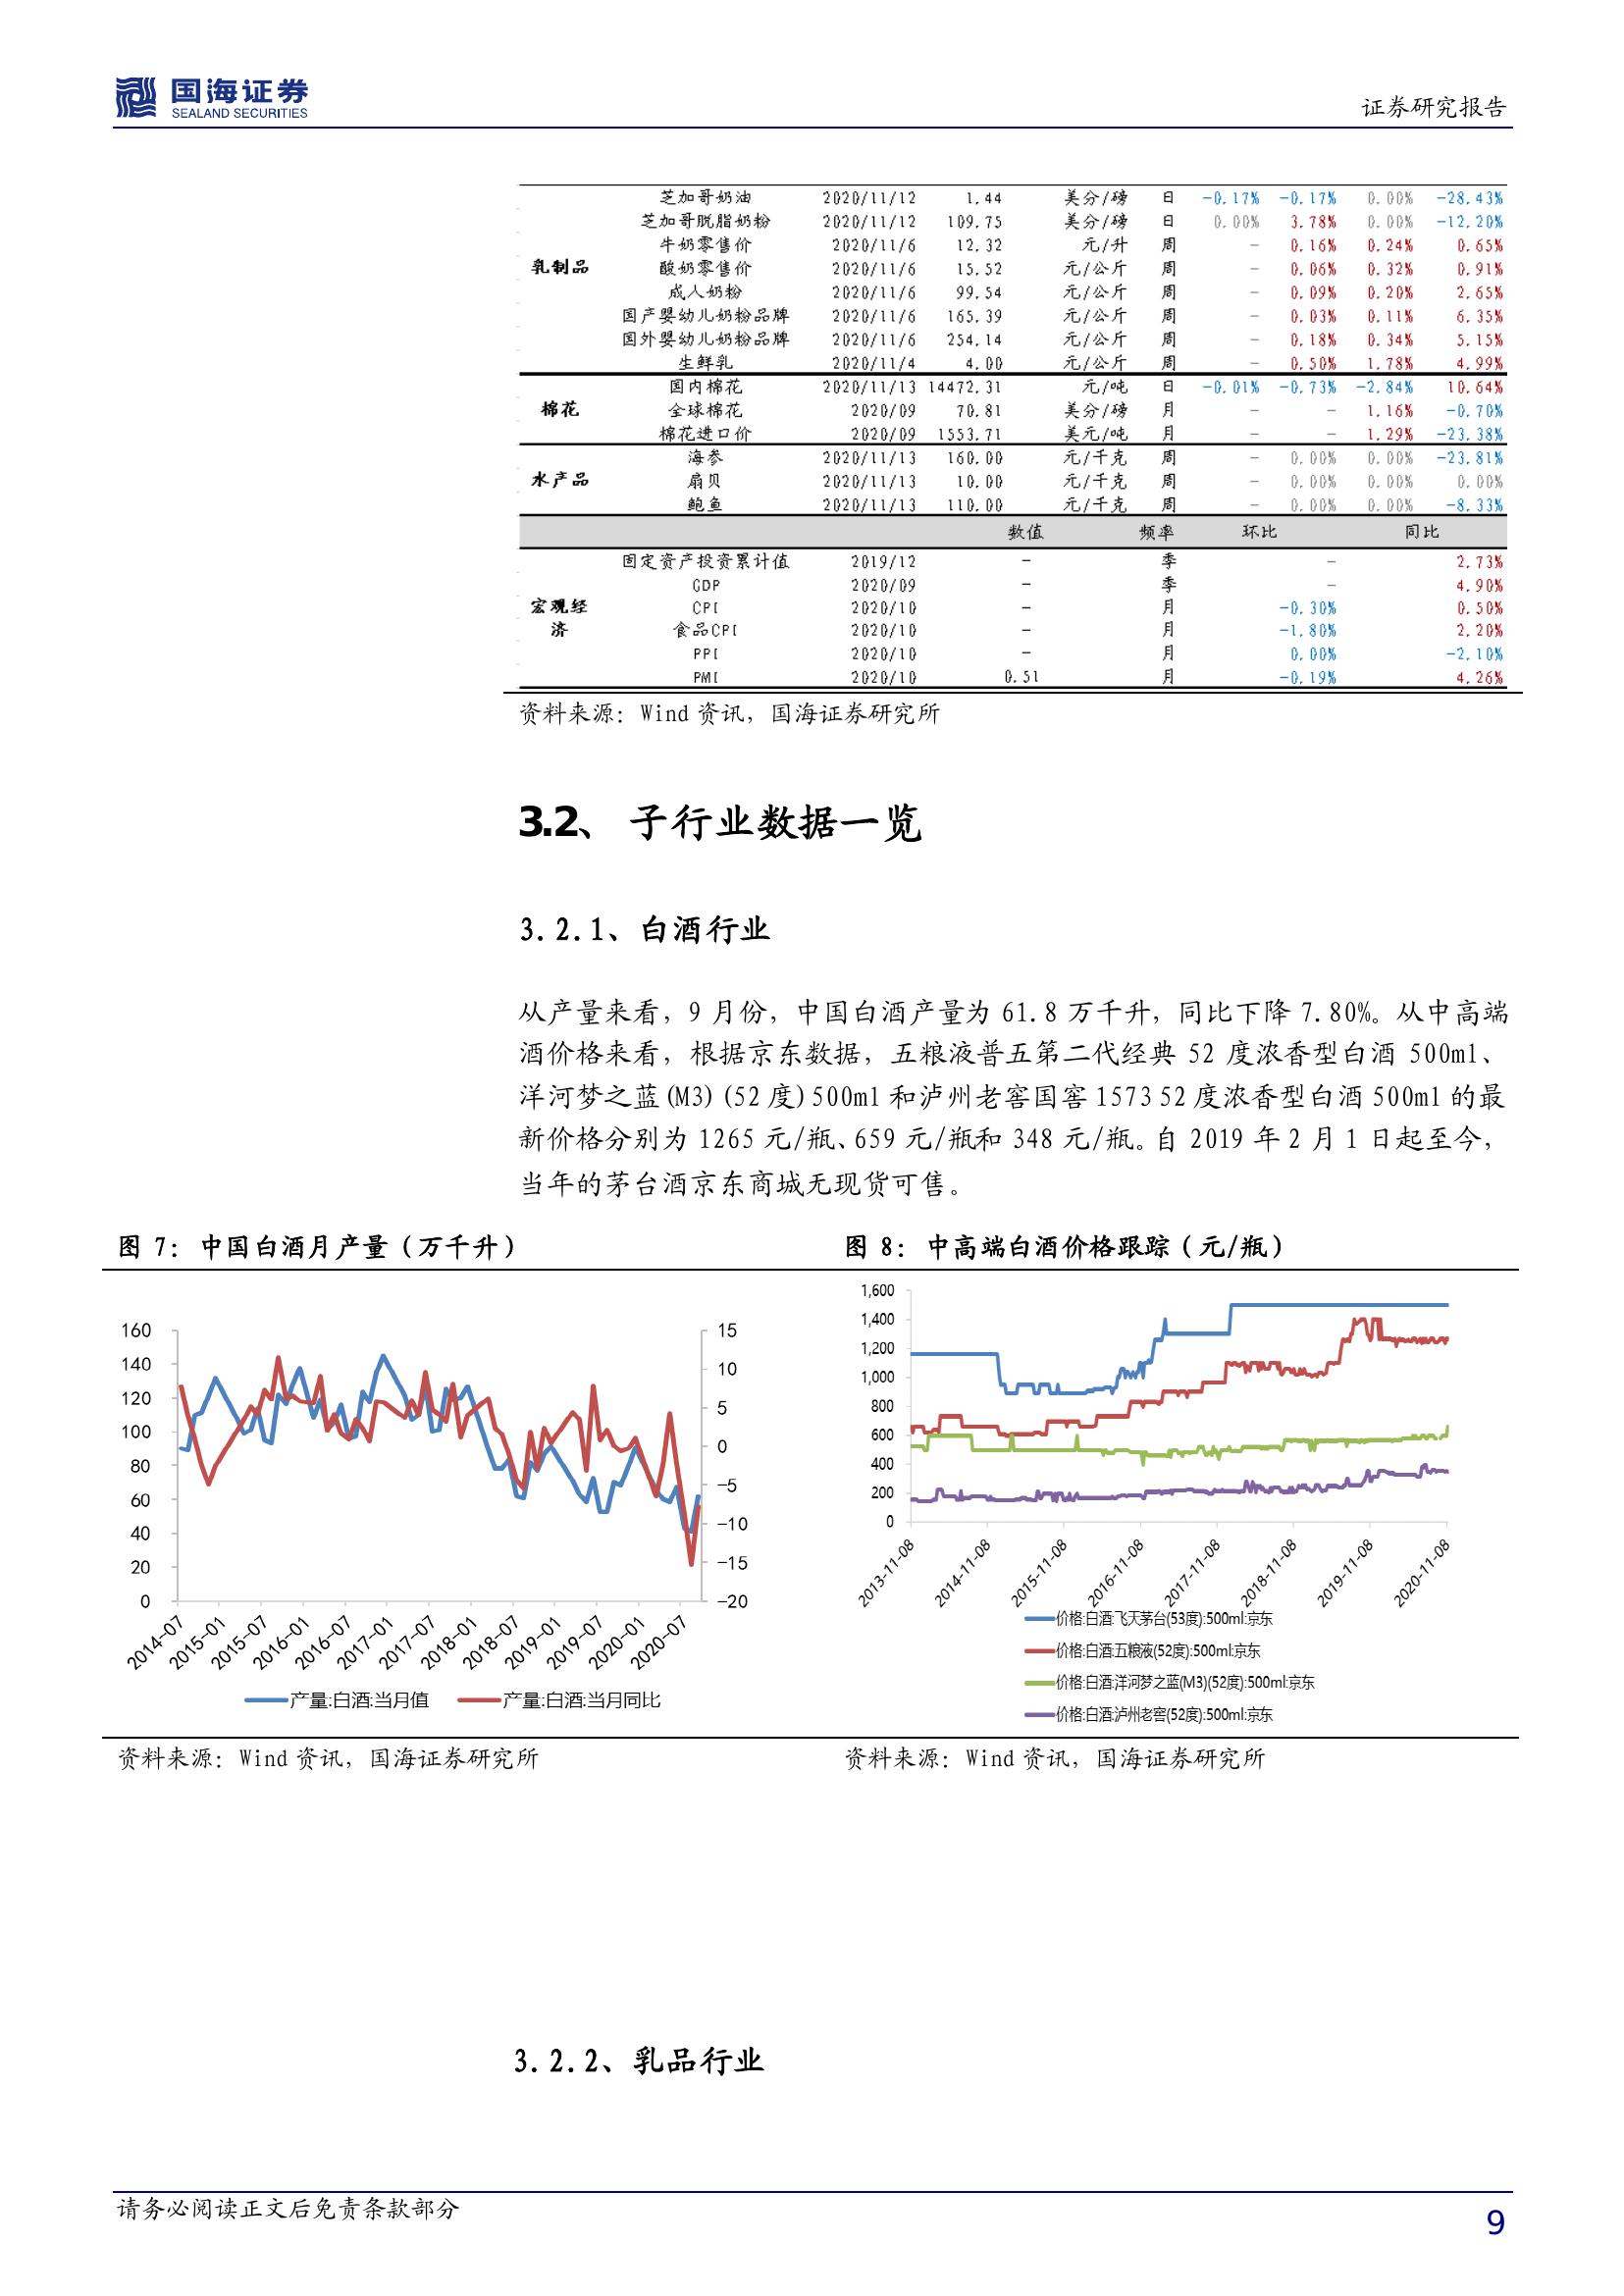 国海证券
SEALAND SECURITIES
证券研究报告
芝加哥奶油 2020/11/12 1.44 美分/磅 日 -0.17% -0.17% 0.00% -28.43%
芝加哥脱脂奶粉 2020/11/12 109.75 美分/磅 日 0.00% 3.78% 0.00% -12.20%
牛奶零售价 2020/11/6 12.32 元/升 周 - 0.16% 0.24% 0.65%
乳制品 酸奶零售价 2020/11/6 15.52 元/公斤 周 - 0.06% 0.32% 0.91%
成人奶粉 2020/11/6 99.54 元/公斤 周 - 0.09% 0.20% 2.65%
国产婴幼儿奶粉品牌 2020/11/6 165.39 元/公斤 周 - 0.03% 0.11% 6.35%
国外婴幼儿奶粉品牌 2020/11/6 254.14 元/公斤 周 - 0.18% 0.34% 5.15%
生鲜乳 2020/11/4 4.00 元/公斤 周 - 0.50% 1.78% 4.99%
国内棉花 2020/11/13 14472.31 元/吨 日 -0.01% -0.73% -2.84% 10.64%
棉花 全球棉花 2020/09 70.81 美分/磅 月 - - 1.16% -0.70%
棉花进口价 2020/09 1553.71 美元/吨 月 - - 1.29% -23.38%
海参 2020/11/13 160.00 元/千克 周 - 0.00% 0.00% -23.81%
水产品 扇贝 2020/11/13 10.00 元/千克 周 - 0.00% 0.00% 0.00%
鲍鱼 2020/11/13 110.00 元/千克 周 - 0.00% 0.00% -8.33%
数值 频率 环比 同比
固定资产投资累计值 2019/12 - 季 - 2.73%
GDP 2020/09 - 季 - 4.90%
宏观经济 CPI 2020/10 - 月 -0.30% 0.50%
食品CPI 2020/10 - 月 -1.80% 2.20%
PPI 2020/10 - 月 0.00% -2.10%
PMI 2020/10 0.51 月 -0.19% 4.26%
资料来源：Wind 资讯，国海证券研究所
3.2、 子行业数据一览
3.2.1、白酒行业
从产量来看，9 月份，中国白酒产量为 61.8 万千升，同比下降 7.80%。从中高端
酒价格来看，根据京东数据，五粮液普五第二代经典 52 度浓香型白酒 500ml、
洋河梦之蓝(M3)(52 度)500ml 和泸州老窖国窖 1573 52 度浓香型白酒 500ml 的最
新价格分别为 1265 元/瓶、659 元/瓶和 348 元/瓶。自 2019 年 2 月 1 日起至今，
当年的茅台酒京东商城无现货可售。
图 7：中国白酒月产量（万千升）
160
140
120
100
80
60
40
20
0
15
10
5
0
-5
-10
-15
-20
2014-07
2015-01
2015-07
2016-01
2016-07
2017-01
2017-07
2018-01
2018-07
2019-01
2019-07
2020-01
2020-07
产量:白酒:当月值
产量:白酒:当月同比
资料来源：Wind 资讯，国海证券研究所
图 8：中高端白酒价格跟踪（元/瓶）
1,600
1,400
1,200
1,000
800
600
400
200
0
2013-11-08
2014-11-08
2015-11-08
2016-11-08
2017-11-08
2018-11-08
2019-11-08
2020-11-08
价格:白酒:飞天茅台(53度):500ml:京东
价格:白酒:五粮液(52度):500ml:京东
价格:白酒:洋河梦之蓝(M3)(52度):500ml:京东
价格:白酒:泸州老窖(52度):500ml:京东
资料来源：Wind 资讯，国海证券研究所
3.2.2、乳品行业
请务必阅读正文后免责条款部分
9